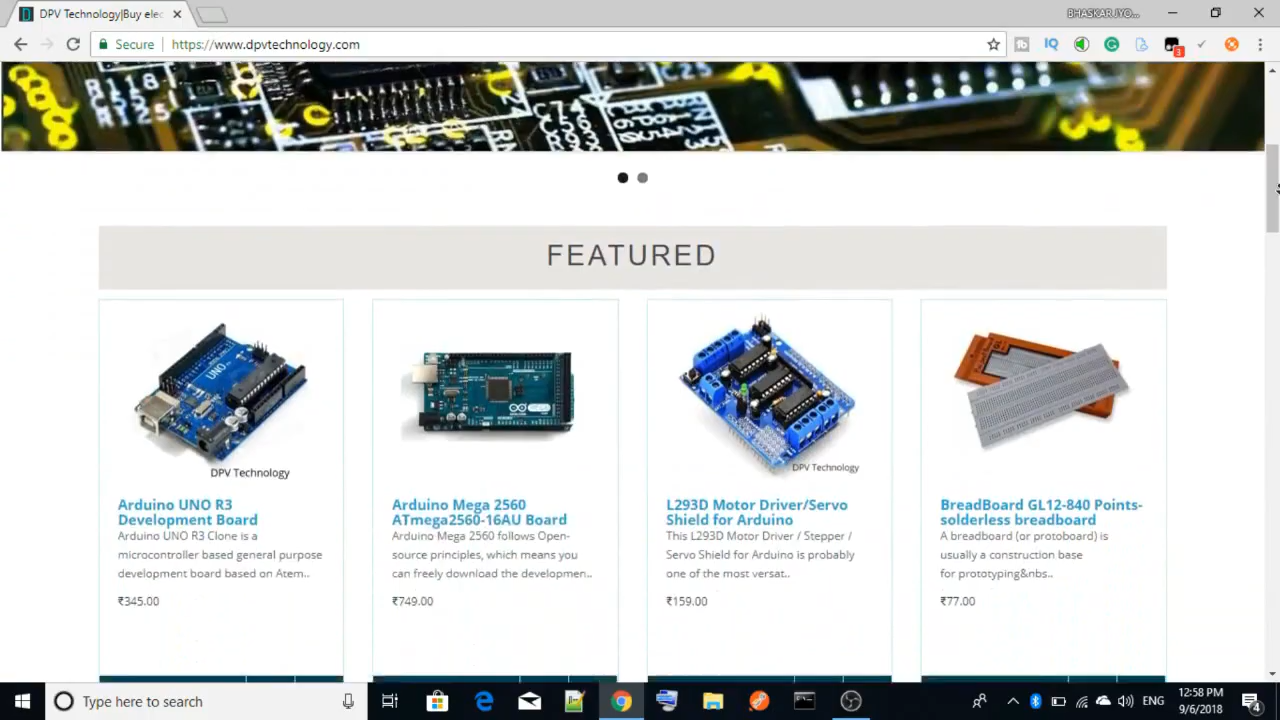 DPV Technology|Buy elec
BHASKAR JYO...
Secure
https://www.dpvtechnology.com
IQ
3
FEATURED
UNO
DPV Technology
DPV Technology
Arduino UNO R3
Development Board
Arduino UNO R3 Clone is a
microcontroller based general purpose
development board based on Atem..
₹345.00
Arduino Mega 2560
ATmega2560-16AU Board
Arduino Mega 2560 follows Open-
source principles, which means you
can freely download the developmen..
₹749.00
L293D Motor Driver/Servo
Shield for Arduino
This L293D Motor Driver / Stepper /
Servo Shield for Arduino is probably
one of the most versat..
₹159.00
BreadBoard GL12-840 Points-
solderless breadboard
A breadboard (or protoboard) is
usually a construction base
for prototyping&nbs..
₹77.00
Type here to search
ENG
12:58 PM
9/6/2018
4